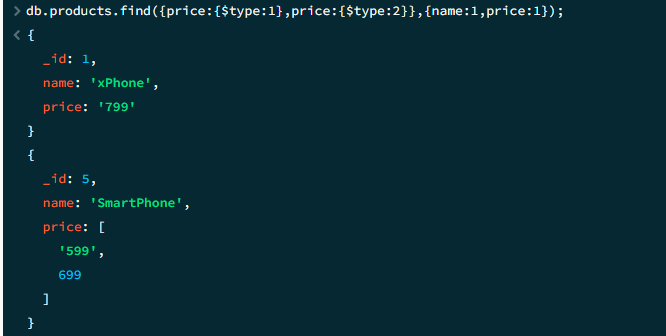 > db.products.find({price:{$type:1},price:{$type:2}},{name:1,price:1});
< {
_id: 1,
name: 'xPhone',
price: '799'
}
{
_id: 5,
name: 'SmartPhone',
price: [
'599',
699
]
}